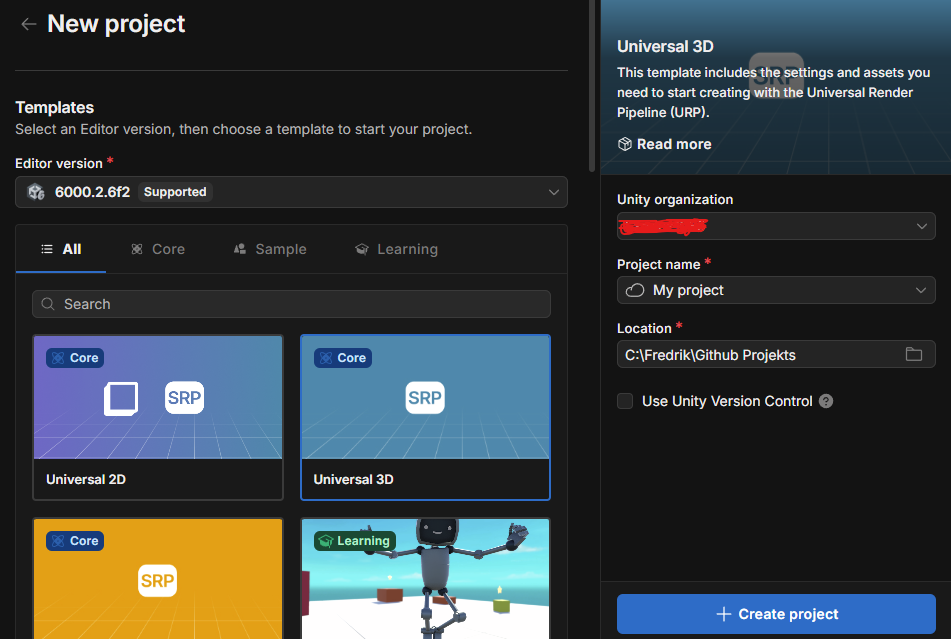 New project
Templates
Select an Editor version, then choose a template to start your project.
Editor version *
6000.2.6f2 Supported
All Core Sample Learning
Search
Core
SRP
Universal 2D
Core
SRP
Universal 3D
Core
SRP
Learning
SRP
Universal 3D
This template includes the settings and assets you
need to start creating with the Universal Render
Pipeline (URP).
Read more
Unity organization
Project name *
My project
Location *
C:\Fredrik\Github Projekts
Use Unity Version Control ?
+ Create project